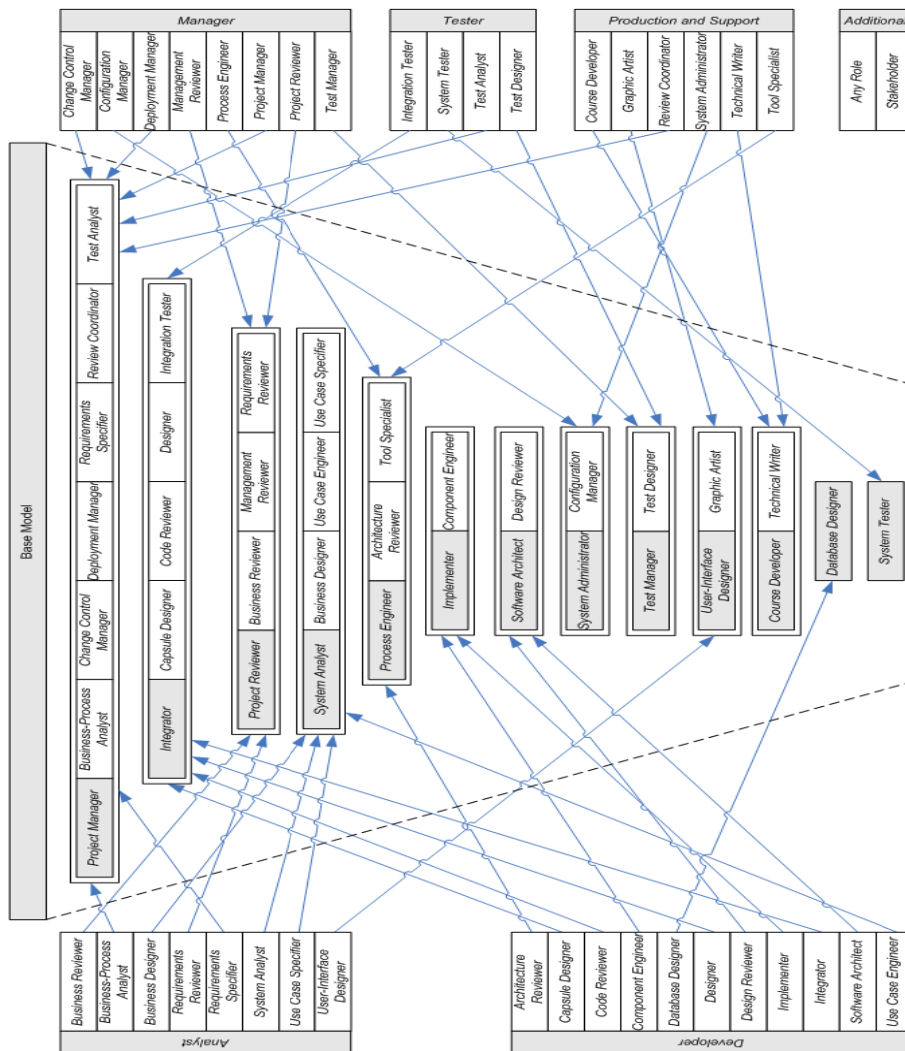 Manager
Change Control
Manager
Configuration
Manager
Deployment Manager
Management
Reviewer
Process Engineer
Project Manager
Project Reviewer
Test Manager
Tester
Integration Tester
System Tester
Test Analyst
Test Designer
Production and Support
Course Developer
Graphic Artist
Review Coordinator
System Administrator
Technical Writer
Tool Specialist
Additional
Any Role
Stakeholder
Base Model
Project Manager
Business-Process
Analyst
Change Control
Manager
Deployment Manager
Requirements
Specifier
Review Coordinator
Test Analyst
Integrator
Capsule Designer
Code Reviewer
Designer
Integration Tester
Project Reviewer
Business Reviewer
Management Reviewer
Requirements
Reviewer
System Analyst
Business Designer
Use Case Engineer
Use Case Specifier
Process Engineer
Architecture
Reviewer
Tool Specialist
Implementer
Component Engineer
Software Architect
Design Reviewer
System Administrator
Configuration
Manager
Test Manager
Test Designer
User-Interface
Designer
Graphic Artist
Course Developer
Technical Writer
Database Designer
System Tester
Business Reviewer
Business-Process
Analyst
Business Designer
Requirements
Reviewer
Requirements
Specifier
System Analyst
Use Case Specifier
User-Interface
Designer
Analyst
Architecture
Reviewer
Capsule Designer
Code Reviewer
Component Engineer
Database Designer
Designer
Design Reviewer
Implementer
Integrator
Software Architect
Use Case Engineer
Developer